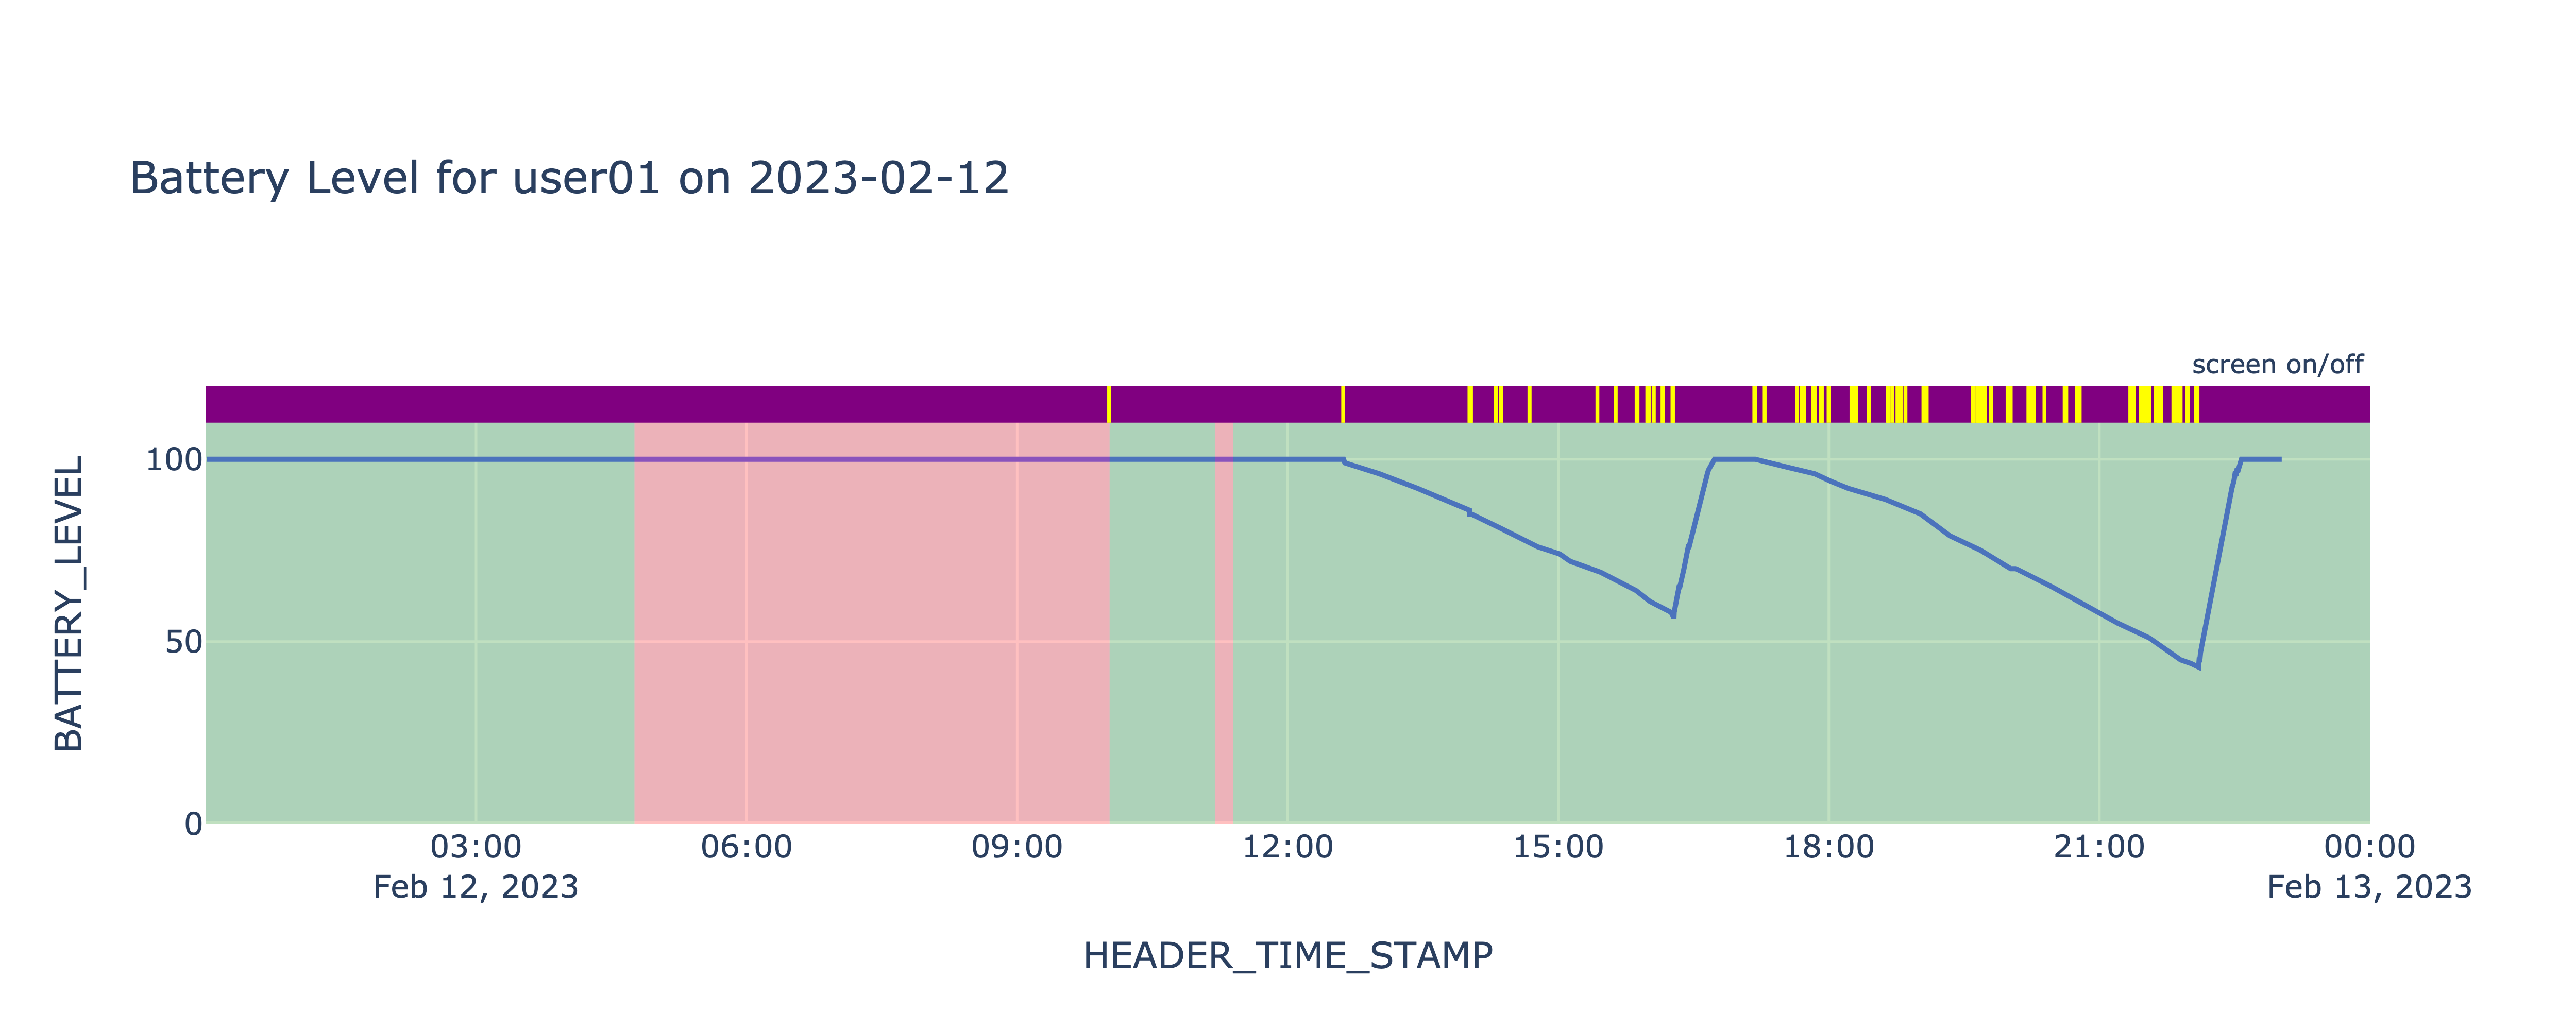 Battery Level for user01 on 2023-02-12
screen on/off
BATTERY_LEVEL
100
50
0
03:00 06:00 09:00 12:00 15:00 18:00 21:00 00:00
Feb 12, 2023 Feb 13, 2023
HEADER_TIME_STAMP